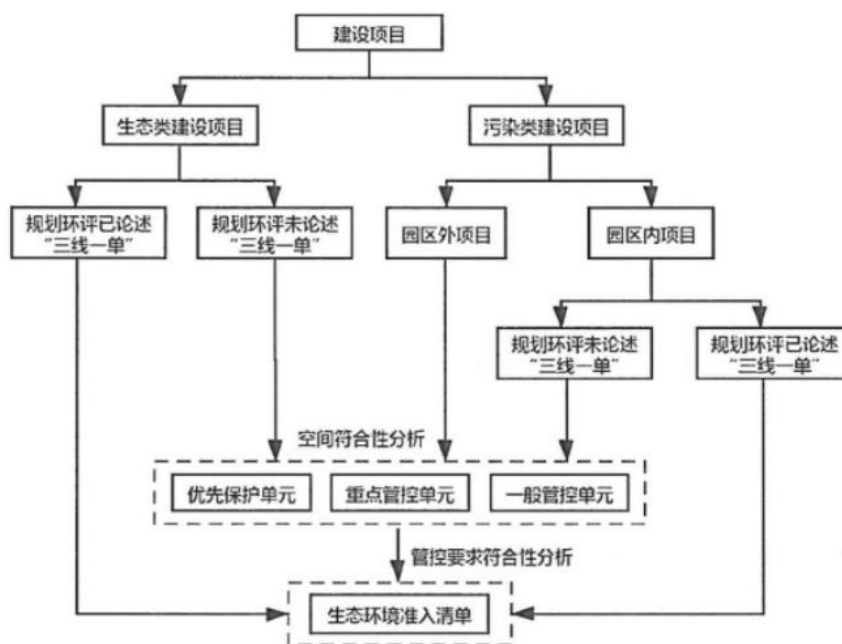 建设项目
生态类建设项目
污染类建设项目
规划环评已论述
“三线一单”
规划环评未论述
“三线一单”
园区外项目
园区内项目
规划环评未论述
“三线一单”
规划环评已论述
“三线一单”
空间符合性分析
优先保护单元
重点管控单元
一般管控单元
管控要求符合性分析
生态环境准入清单